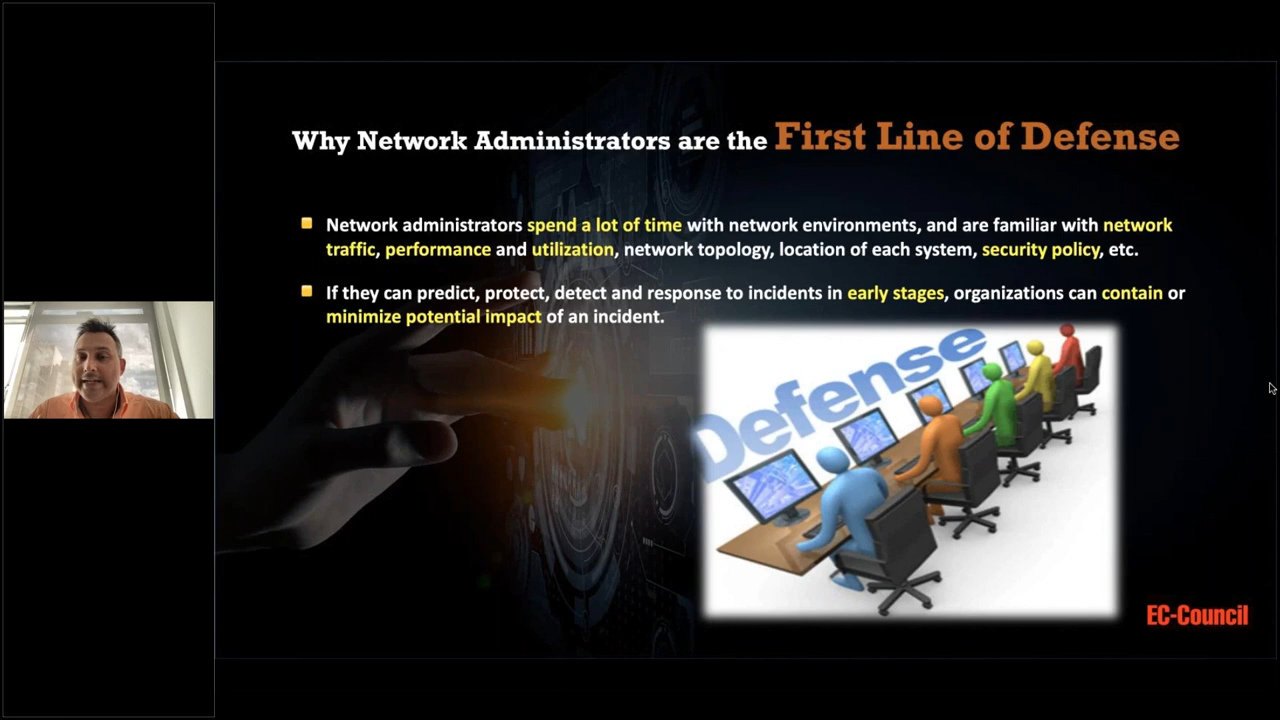 Why Network Administrators are the First Line of Defense
Network administrators spend a lot of time with network environments, and are familiar with network
traffic, performance and utilization, network topology, location of each system, security policy, etc.
If they can predict, protect, detect and response to incidents in early stages, organizations can contain or
minimize potential impact of an incident.
Defense
EC-Council